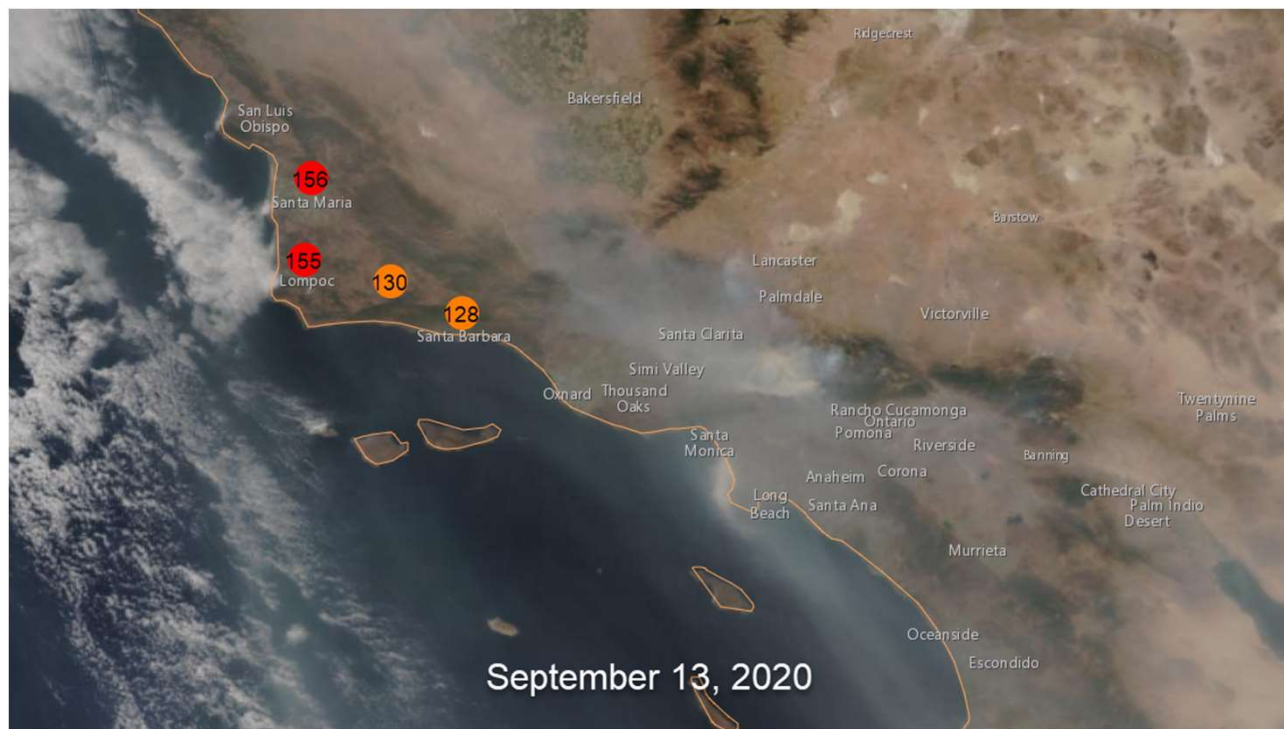 Ridgecrest
Bakersfield
San Luis
Obispo
156
Santa Maria
Barstow
155
Lompoc
130
Lancaster
Palmdale
128
Santa Barbara
Victorville
Santa Clarita
Simi Valley
Oxnard
Thousand
Oaks
Twentynine
Palms
Rancho Cucamonga
Ontario
Pomona
Santa
Monica
Riverside
Banning
Corona
Anaheim
Long
Beach
Santa Ana
Cathedral City
Palm Indio
Desert
Murrieta
Oceanside
Escondido
September 13, 2020